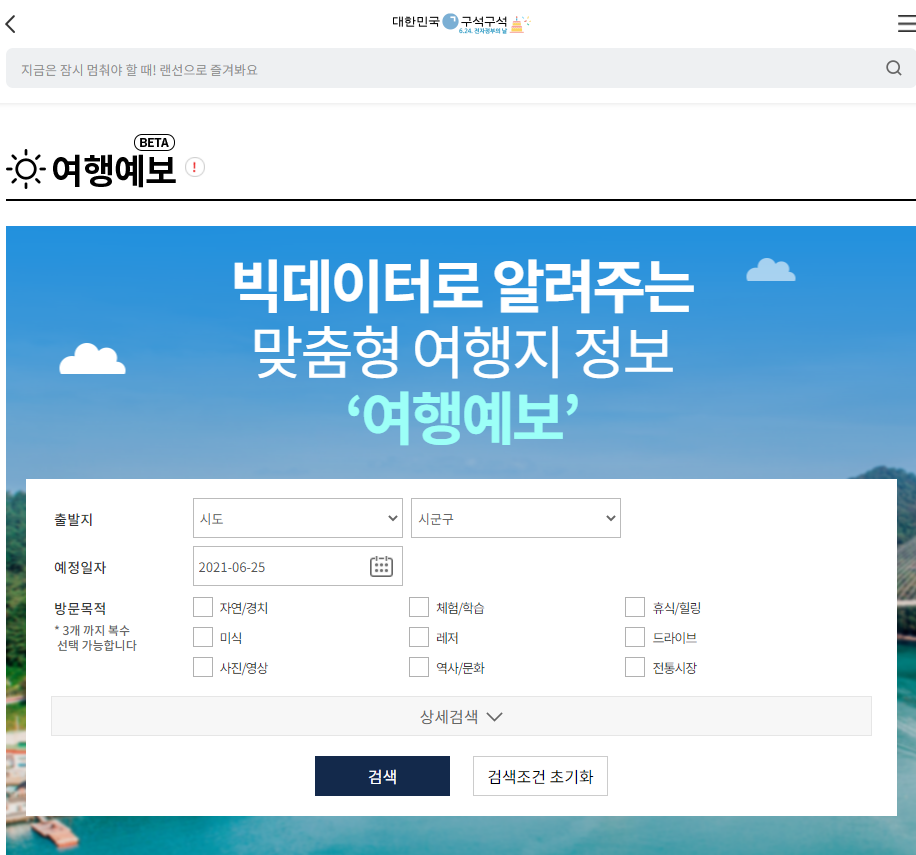 대한민국 구석구석
6.24. 전자정부의 날
지금은 잠시 멈춰야 할 때! 랜선으로 즐겨봐요
BETA
여행예보 !
빅데이터로 알려주는
맞춤형 여행지 정보
‘여행예보’
출발지 시도 시군구
예정일자 2021-06-25
방문목적 자연/경치 체험/학습 휴식/힐링
* 3개 까지 복수
선택 가능합니다
미식 레저 드라이브
사진/영상 역사/문화 전통시장
상세검색
검색 검색조건 초기화